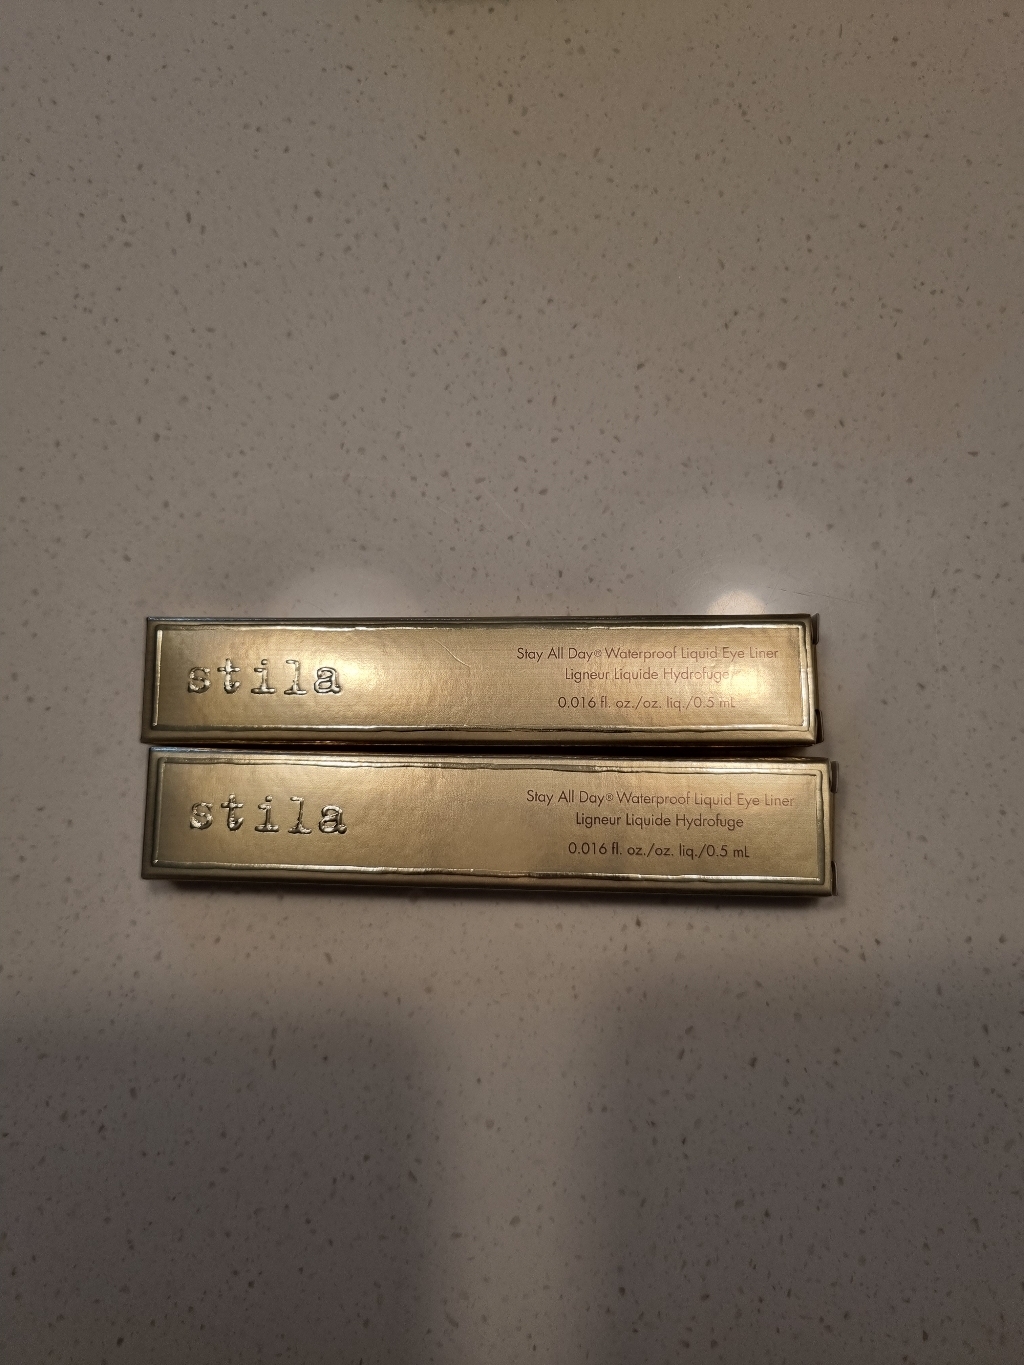 stila
Stay All Day® Waterproof Liquid Eye Liner
Ligneur Liquide Hydrofuge
0.016 fl. oz./oz. liq./0.5 mL
stila
Stay All Day® Waterproof Liquid Eye Liner
Ligneur Liquide Hydrofuge
0.016 fl. oz./oz. liq./0.5 mL